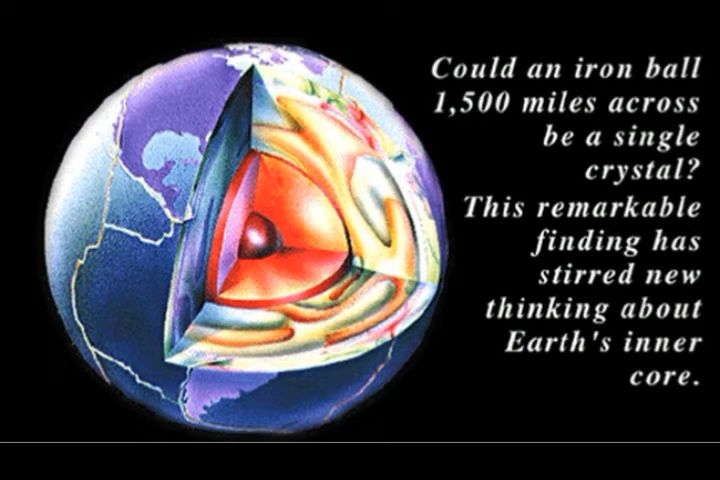 Could an iron ball
1,500 miles across
be a single
crystal?
This remarkable
finding has
stirred new
thinking about
Earth's inner
core.